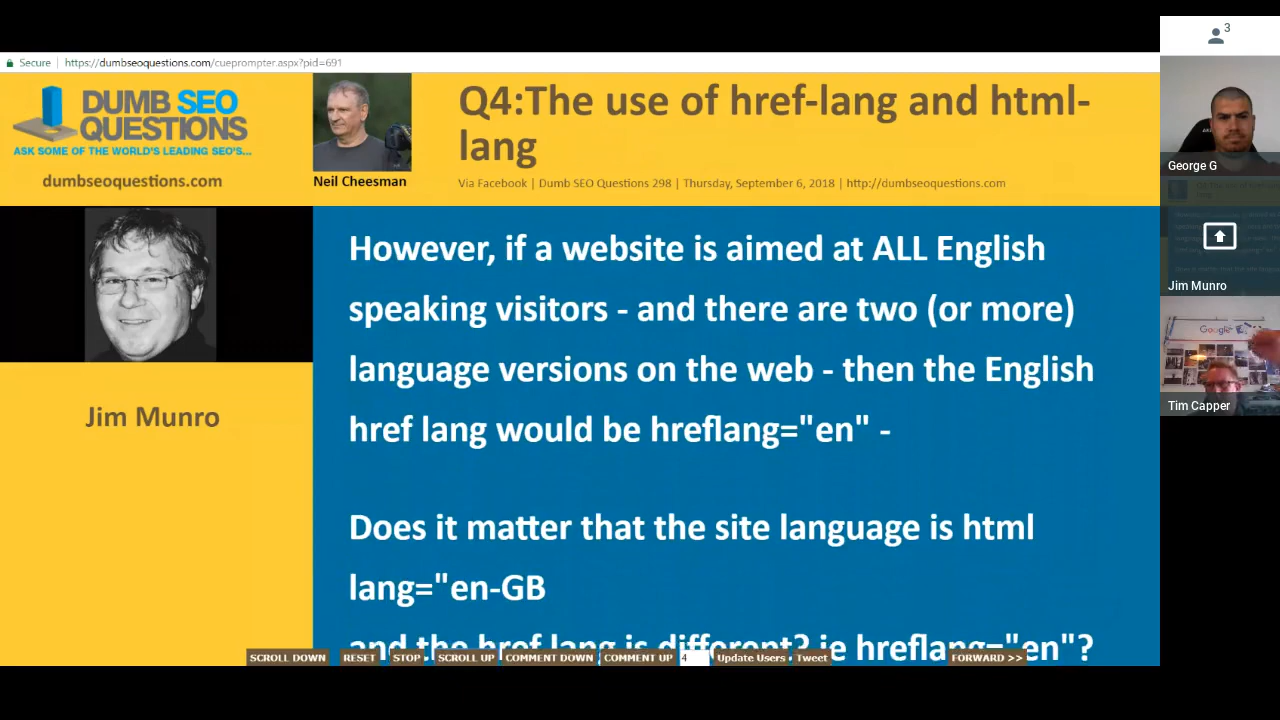 3
Secure
https://dumbseoquestions.com/cueprompter.aspx?pid=691
DUMB SEO
QUESTIONS
ASK SOME OF THE WORLD'S LEADING SEO'S...
dumbseoquestions.com
Neil Cheesman
Q4:The use of href-lang and html-
lang
Via Facebook | Dumb SEO Questions 298 | Thursday, September 6, 2018 | http://dumbseoquestions.com
George G
Jim Munro
Google
Tim Capper
Jim Munro
However, if a website is aimed at ALL English
speaking visitors - and there are two (or more)
language versions on the web - then the English
href lang would be hreflang="en" -
Does it matter that the site language is html
lang="en-GB
and the href lang is different? ie hreflang="en"?
SCROLL DOWN RESET STOP SCROLL UP COMMENT DOWN COMMENT UP 4 Update Users Tweet FORWARD >>